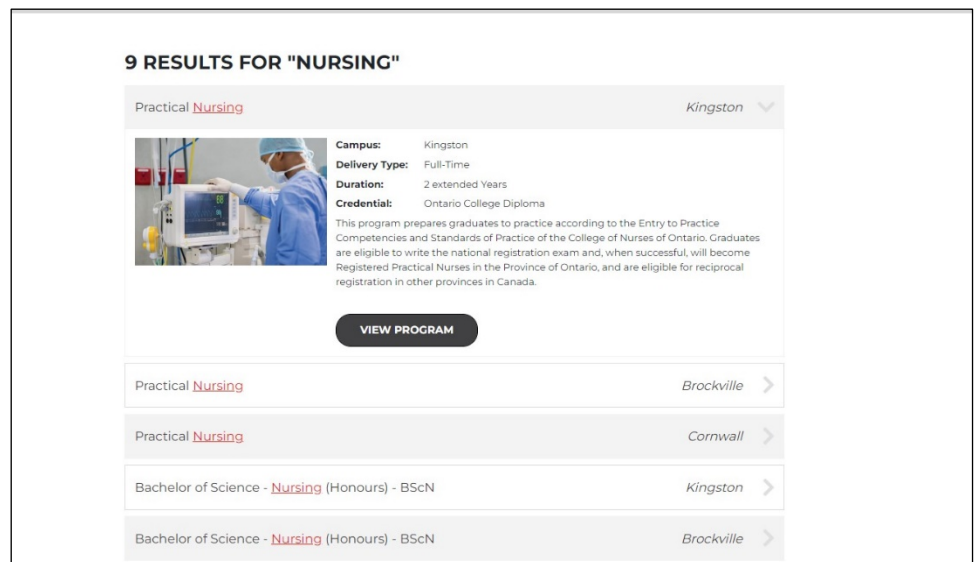 9 RESULTS FOR "NURSING"
Practical Nursing Kingston
Campus: Kingston
Delivery Type: Full-Time
Duration: 2 extended Years
Credential: Ontario College Diploma
This program prepares graduates to practice according to the Entry to Practice
Competencies and Standards of Practice of the College of Nurses of Ontario. Graduates
are eligible to write the national registration exam and, when successful, will become
Registered Practical Nurses in the Province of Ontario, and are eligible for reciprocal
registration in other provinces in Canada.
VIEW PROGRAM
Practical Nursing Brockville
Practical Nursing Cornwall
Bachelor of Science - Nursing (Honours) - BScN Kingston
Bachelor of Science - Nursing (Honours) - BScN Brockville